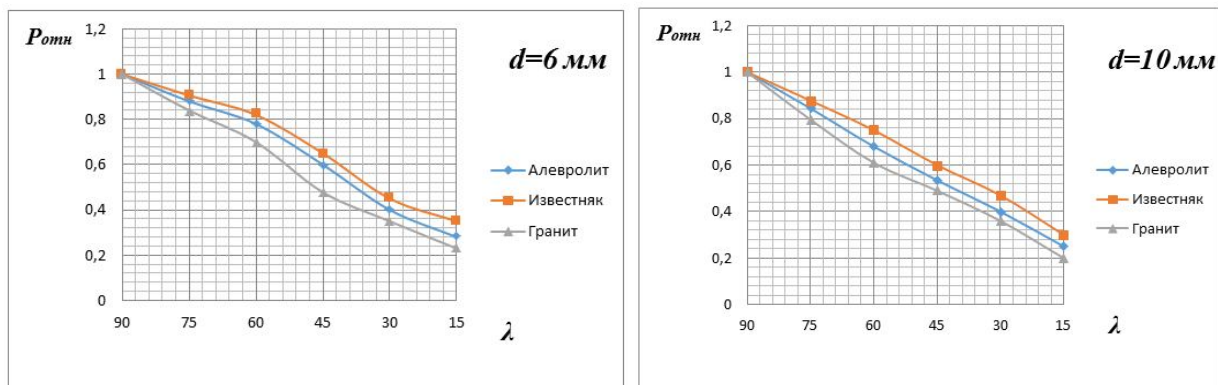 Pотн
d=6 мм
1,2
1
0,8
0,6
0,4
0,2
0
90 75 60 45 30 15
λ
Алевролит
Известняк
Гранит
Pотн
d=10 мм
1,2
1
0,8
0,6
0,4
0,2
0
90 75 60 45 30 15
λ
Алевролит
Известняк
Гранит